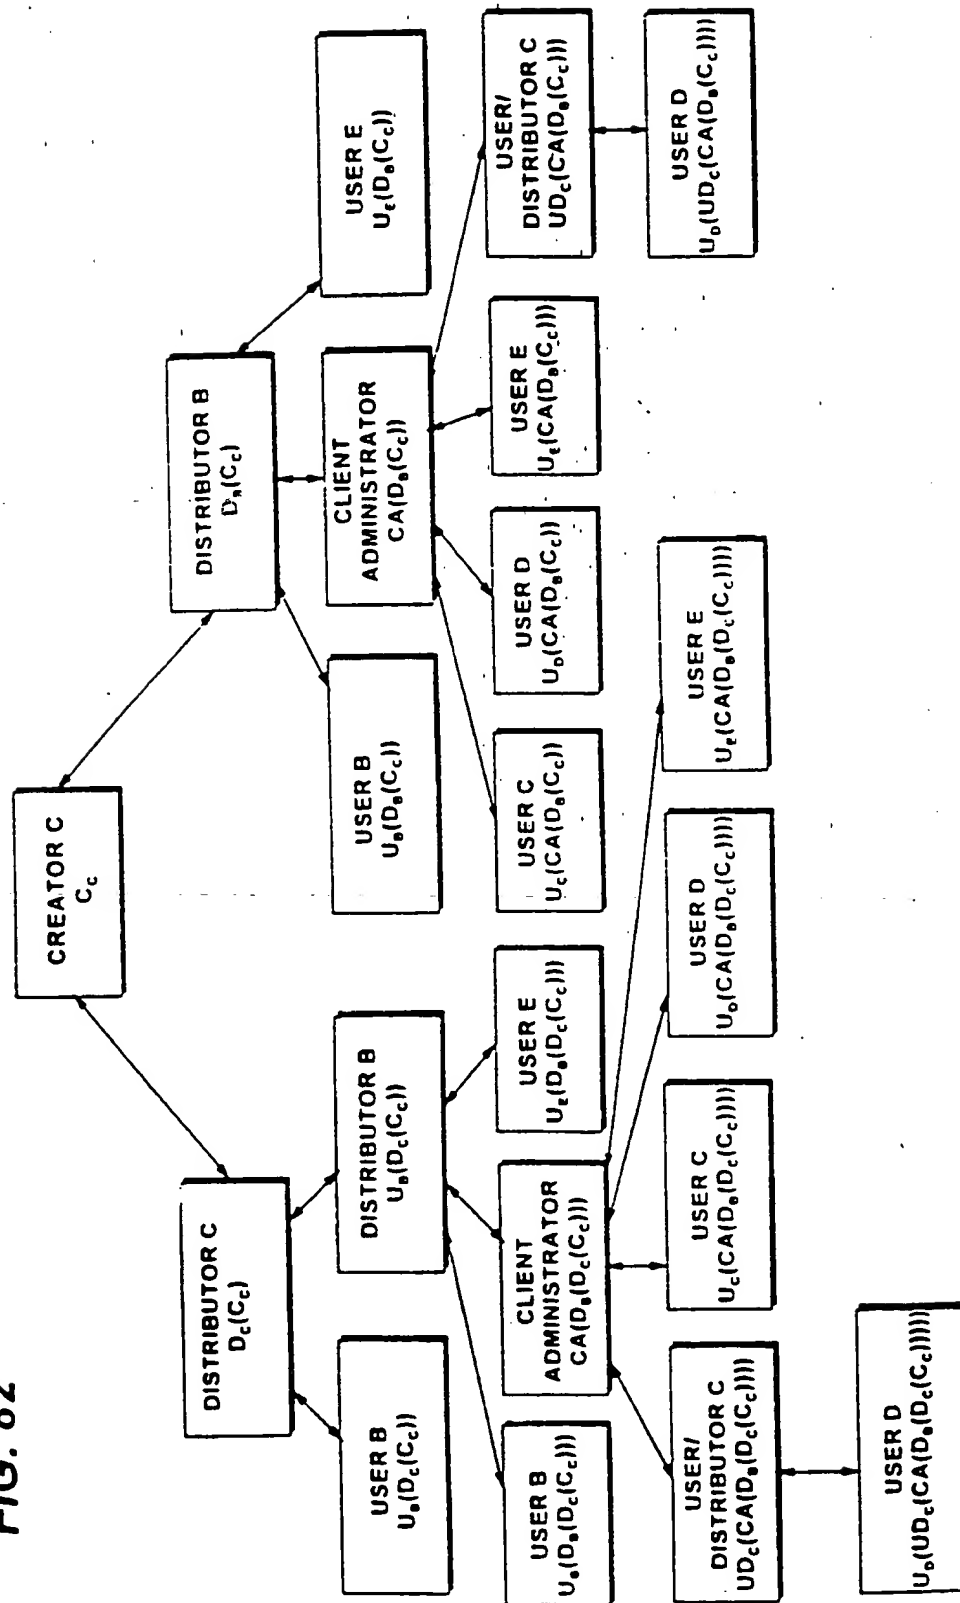 FIG. 82
CREATOR C
C_C
DISTRIBUTOR C
D_C(C_C)
DISTRIBUTOR B
D_B(C_C)
USER B
U_B(D_C(C_C))
DISTRIBUTOR B
U_B(D_C(C_C))
USER B
U_B(D_B(C_C))
CLIENT
ADMINISTRATOR
CA(D_B(C_C))
USER E
U_E(D_B(C_C))
USER B
U_B(D_B(D_C(C_C)))
CLIENT
ADMINISTRATOR
CA(D_B(D_C(C_C)))
USER E
U_E(D_B(D_C(C_C)))
USER C
U_C(CA(D_B(C_C))
USER D
U_D(CA(D_B(C_C))
USER E
U_E(CA(D_B(C_C)))
USER/
DISTRIBUTOR C
UD_C(CA(D_B(C_C)))
USER/
DISTRIBUTOR C
UD_C(CA(D_B(D_C(C_C))))
USER C
U_C(CA(D_B(D_C(C_C))))
USER D
U_D(CA(D_B(D_C(C_C))))
USER E
U_E(CA(D_B(D_C(C_C))))
USER D
U_D(UD_C(CA(D_B(C_C))))
USER D
U_D(UD_C(CA(D_B(D_C(C_C)))))